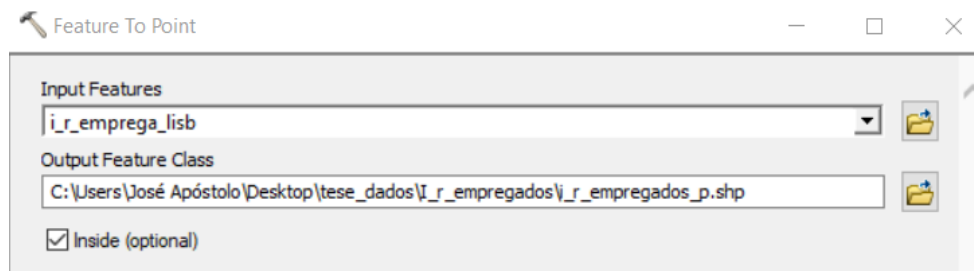 Feature To Point
Input Features
i_r_emprega_lisb
Output Feature Class
C:\Users\José Apóstolo\Desktop\tese_dados\I_r_empregados\i_r_empregados_p.shp
Inside (optional)